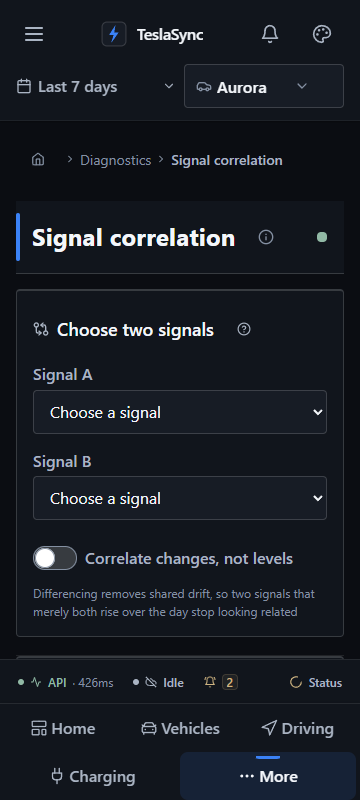 TeslaSync
Last 7 days
Aurora
Diagnostics
Signal correlation
Signal correlation
Choose two signals
Signal A
Choose a signal
Signal B
Choose a signal
Correlate changes, not levels
Differencing removes shared drift, so two signals that
merely both rise over the day stop looking related
API · 426ms
Idle
2
Status
Home
Vehicles
Driving
Charging
More